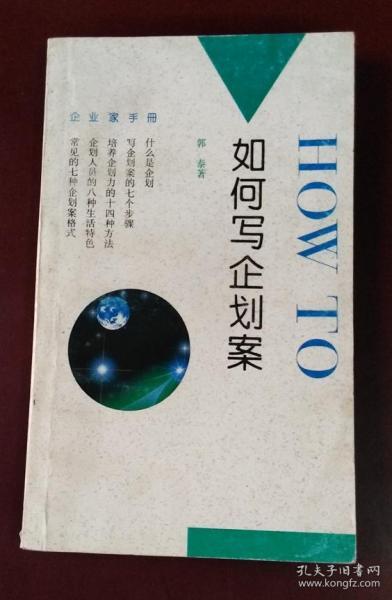 企业家手册
HOW TO
如何写企划案
郭泰著
什么是企划
写企划案的七个步骤
培养企划力的十四种方法
企划人员的八种生活特色
常见的七种企划案格式
孔夫子旧书网
www.kongfz.com